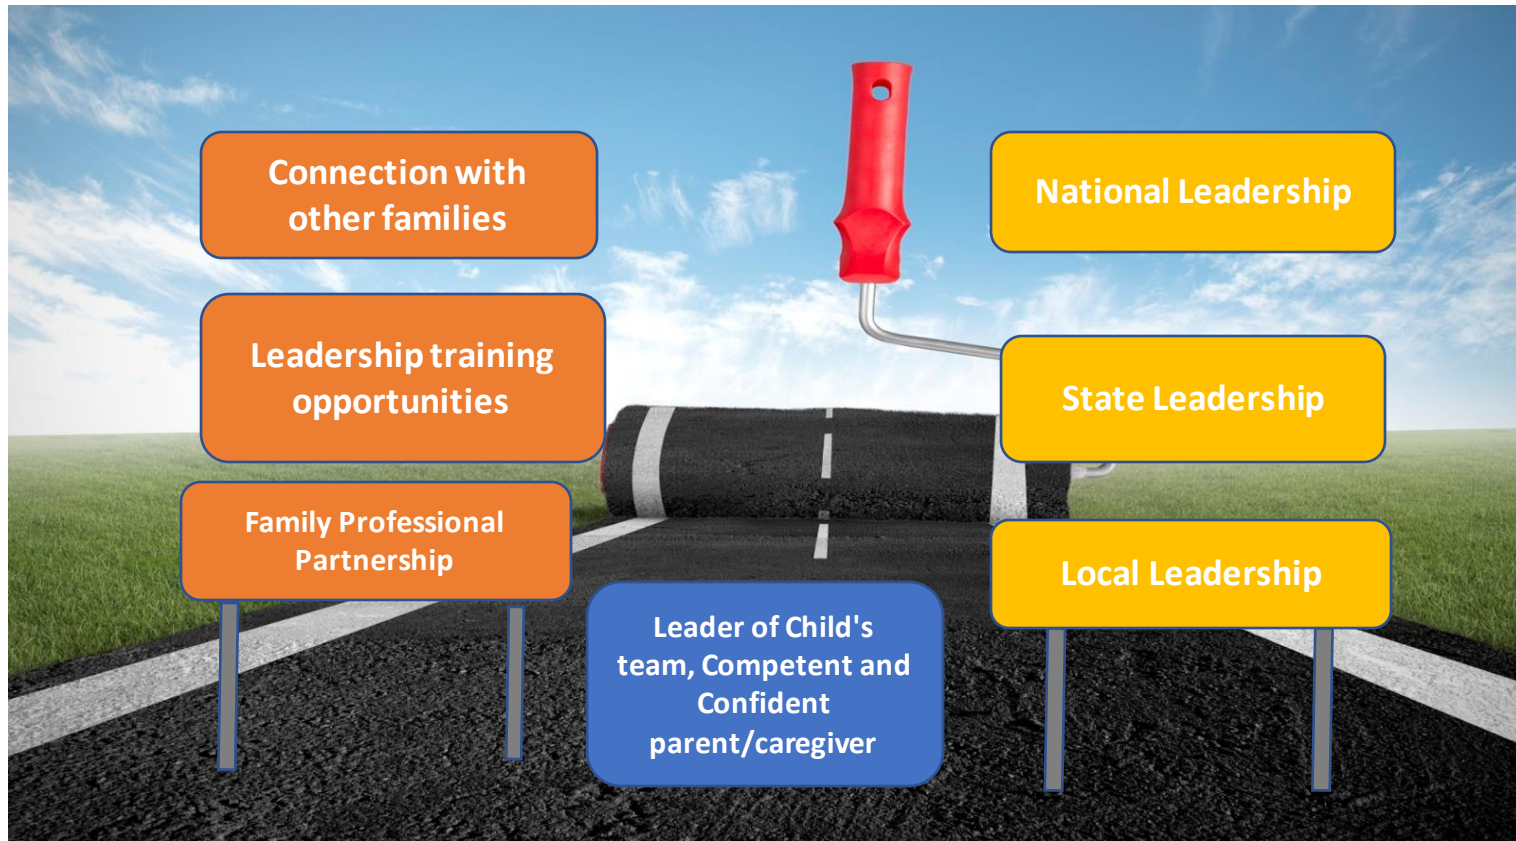 Connection with
other families
Leadership training
opportunities
Family Professional
Partnership
Leader of Child's
team, Competent and
Confident
parent/caregiver
National Leadership
State Leadership
Local Leadership